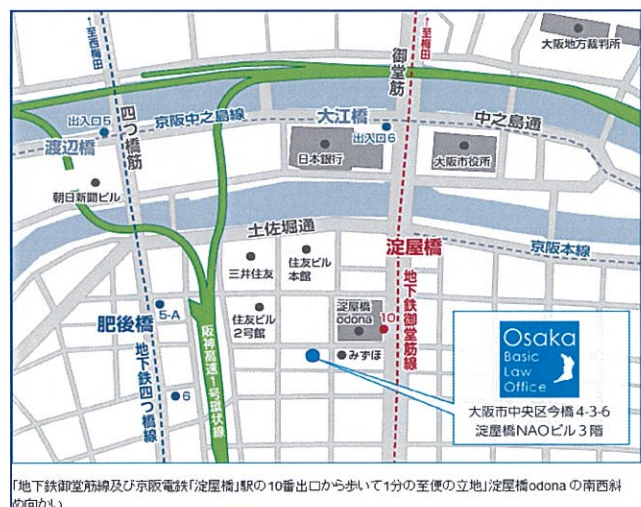 ←至西梅田
←至梅田
大阪地方裁判所
御堂筋
四つ橋筋
出入口5
京阪中之島線
大江橋
中之島通
渡辺橋
出入口6
日本銀行
大阪市役所
朝日新聞ビル
土佐堀通
淀屋橋
京阪本線
三井住友
住友ビル
本館
地下鉄御堂筋線
5-A
肥後橋
住友ビル
2号館
淀屋橋
odona
10
みずほ
阪神高速1号環状線
地下鉄四つ橋線
6
Osaka
Basic
Law
Office
大阪市中央区今橋4-3-6
淀屋橋NAOビル3階
「地下鉄御堂筋線及び京阪電鉄「淀屋橋」駅の10番出口から歩いて1分の至便の立地」淀屋橋odonaの南西斜
め向かい